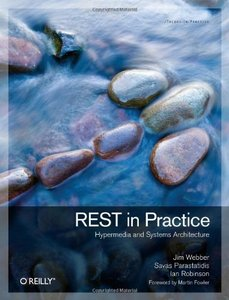 Theory in Practice
REST in Practice
Hypermedia and Systems Architecture
Jim Webber
Savas Parastatidis
Ian Robinson
Foreword by Martin Fowler
O'REILLY®